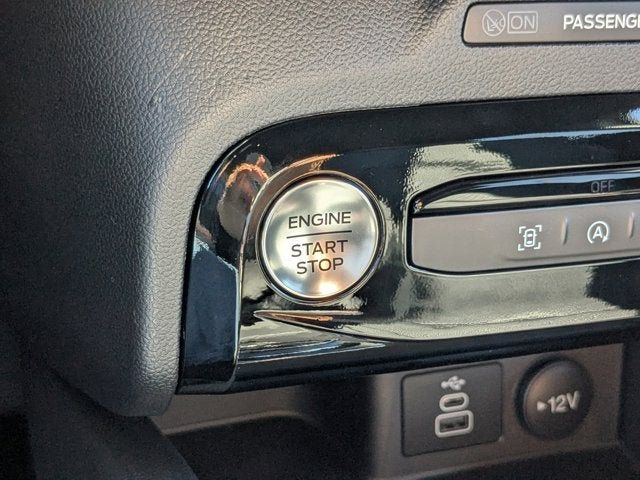 ON PASSENG
ENGINE
START
STOP
OFF
A
12V